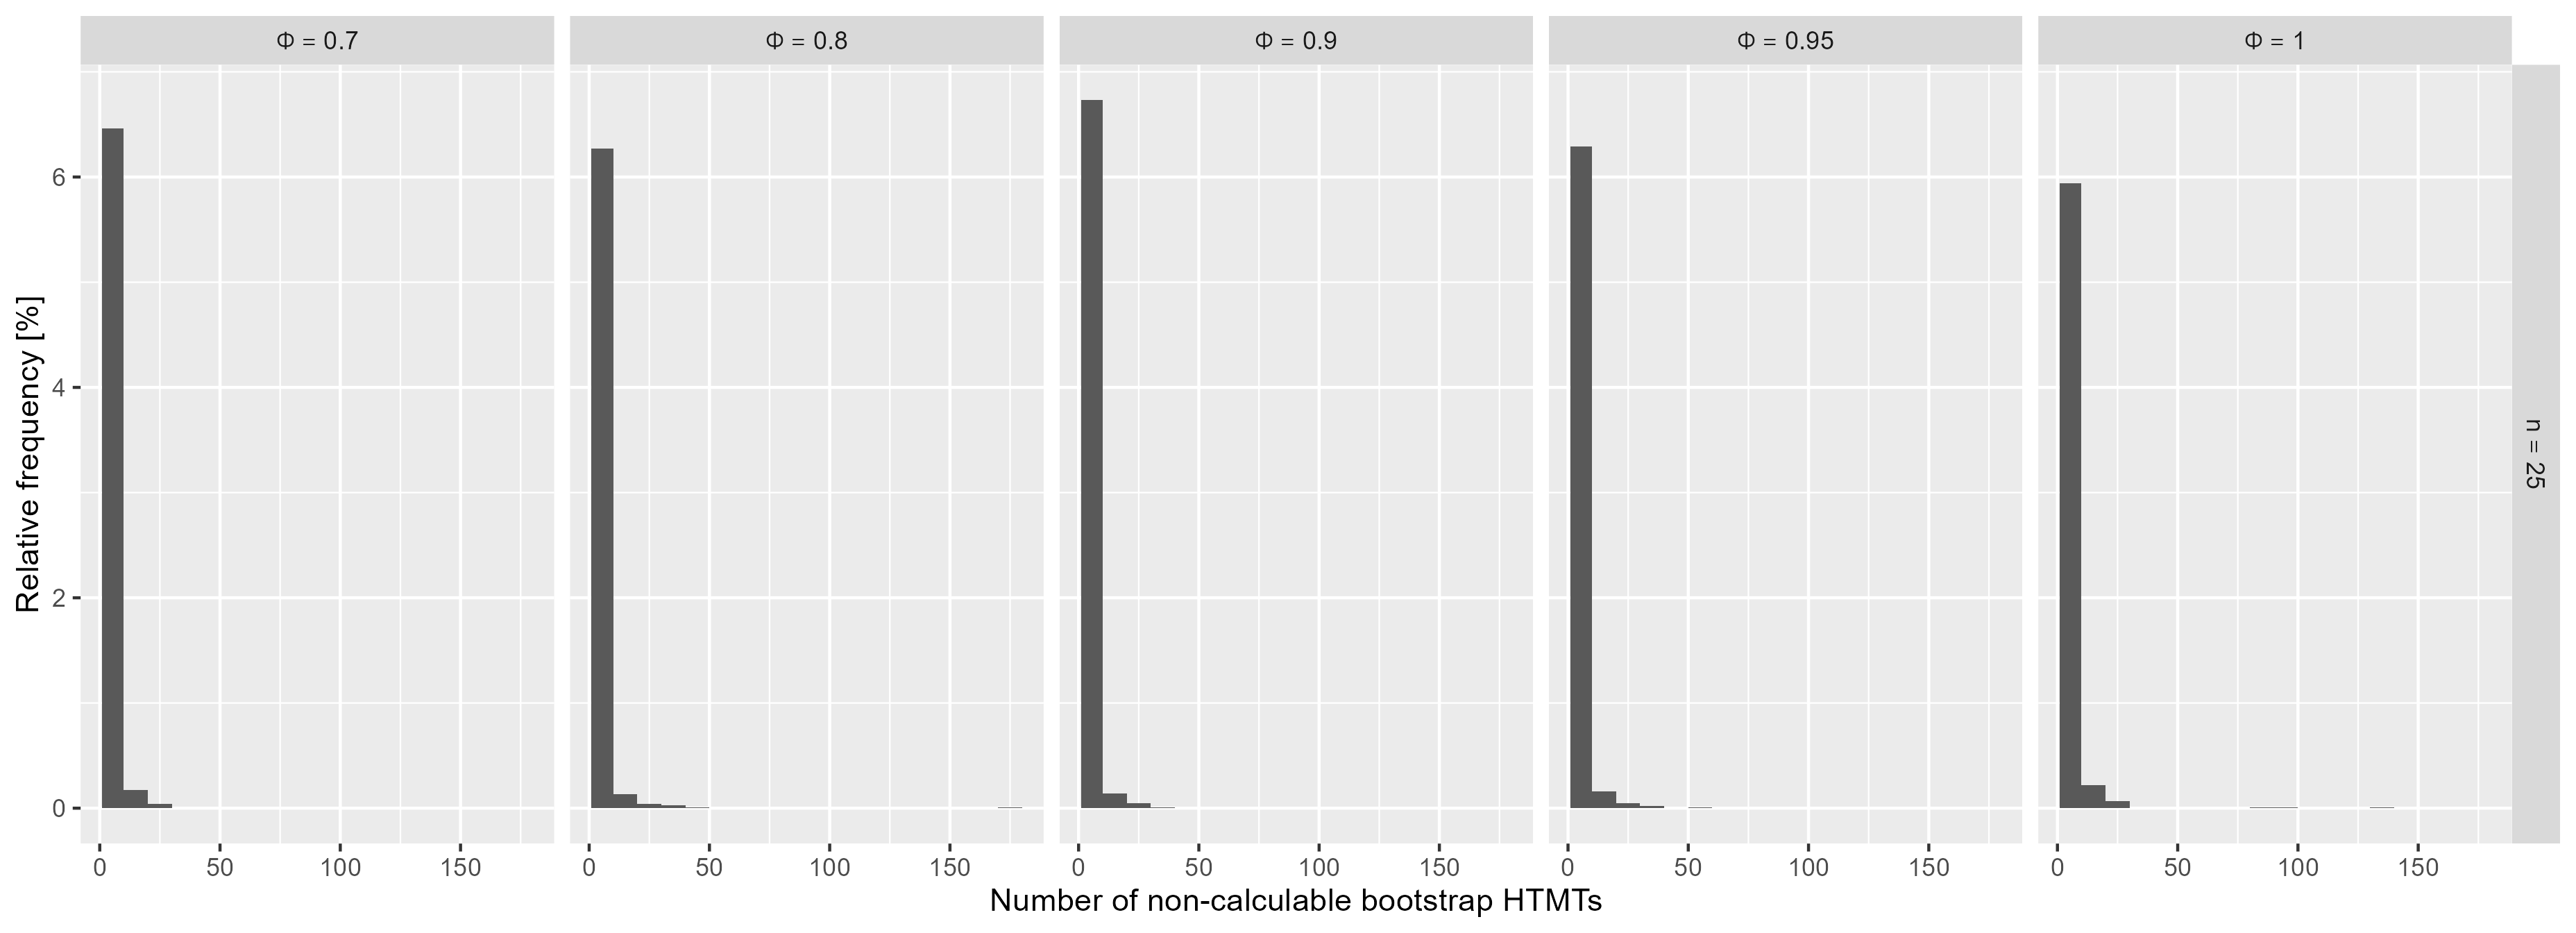 Φ = 0.7
Φ = 0.8
Φ = 0.9
Φ = 0.95
Φ = 1
n = 25
Relative frequency [%]
6
4
2
0
0 50 100 150
0 50 100 150
0 50 100 150
0 50 100 150
0 50 100 150
Number of non-calculable bootstrap HTMTs